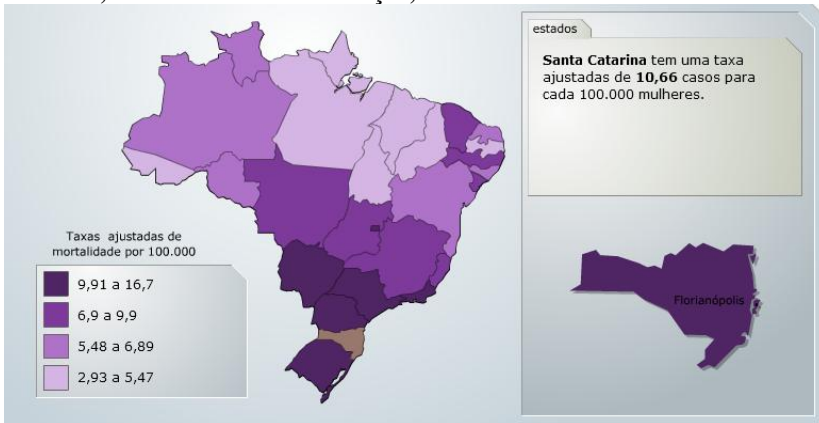 estados
Santa Catarina tem uma taxa
ajustadas de 10,66 casos para
cada 100.000 mulheres.
Taxas ajustadas de
mortalidade por 100.000
9,91 a 16,7
6,9 a 9,9
5,48 a 6,89
2,93 a 5,47
Florianópolis